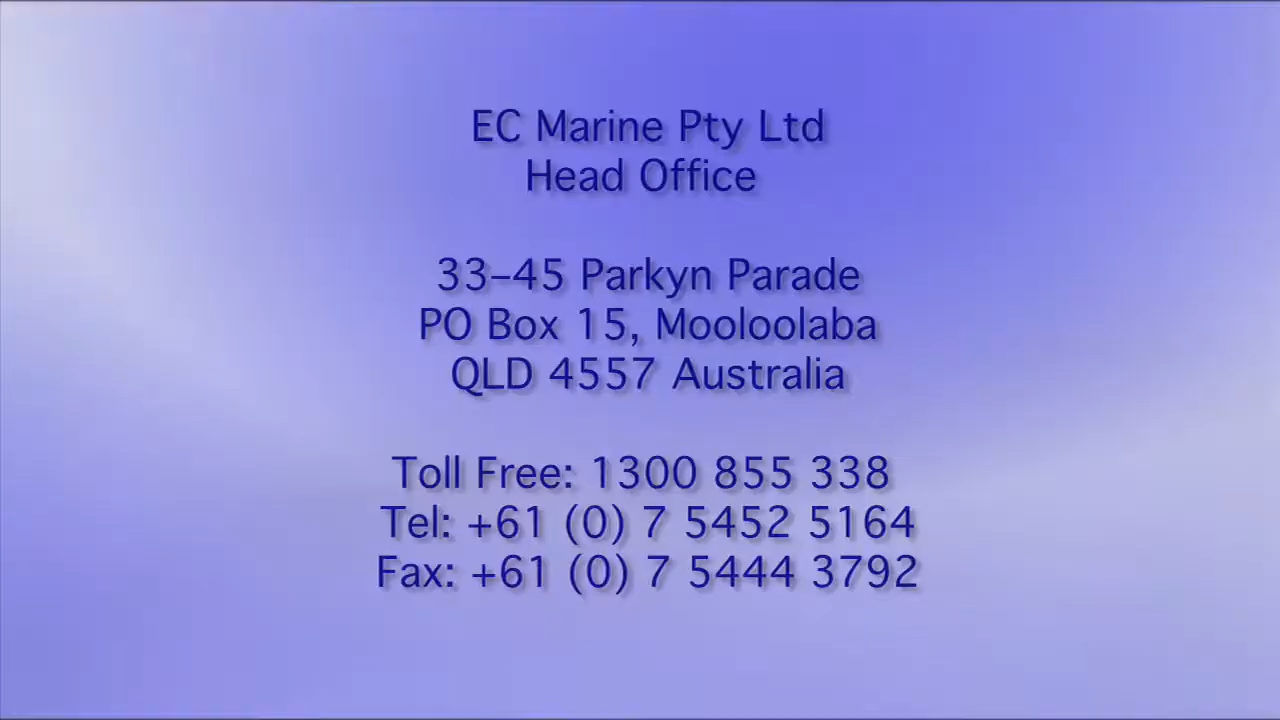 EC Marine Pty Ltd
Head Office
33–45 Parkyn Parade
PO Box 15, Mooloolaba
QLD 4557 Australia
Toll Free: 1300 855 338
Tel: +61 (0) 7 5452 5164
Fax: +61 (0) 7 5444 3792